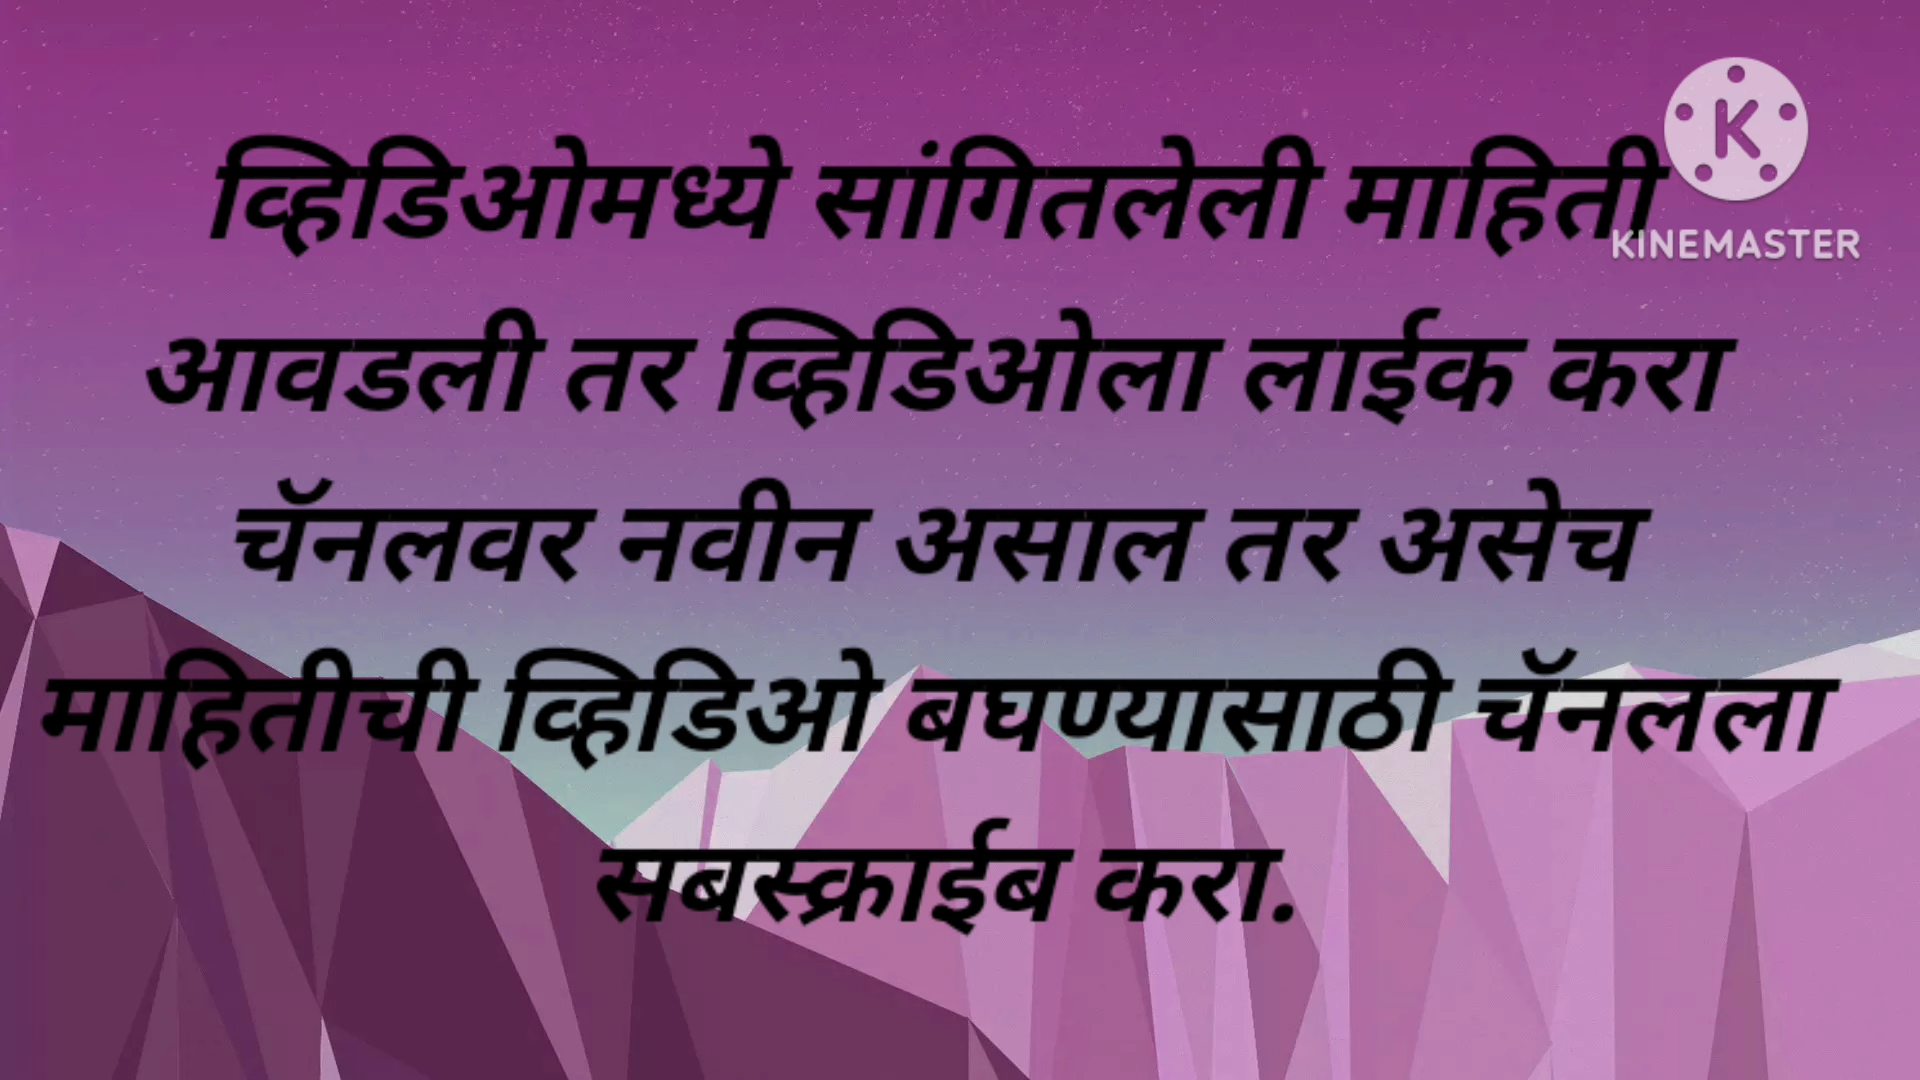 व्हिडिओमध्ये सांगितलेली माहिती
KINEMASTER
आवडली तर व्हिडिओला लाईक करा
चॅनलवर नवीन असाल तर असेच
माहितीची व्हिडिओ बघण्यासाठी चॅनलला
सबस्क्राईब करा.